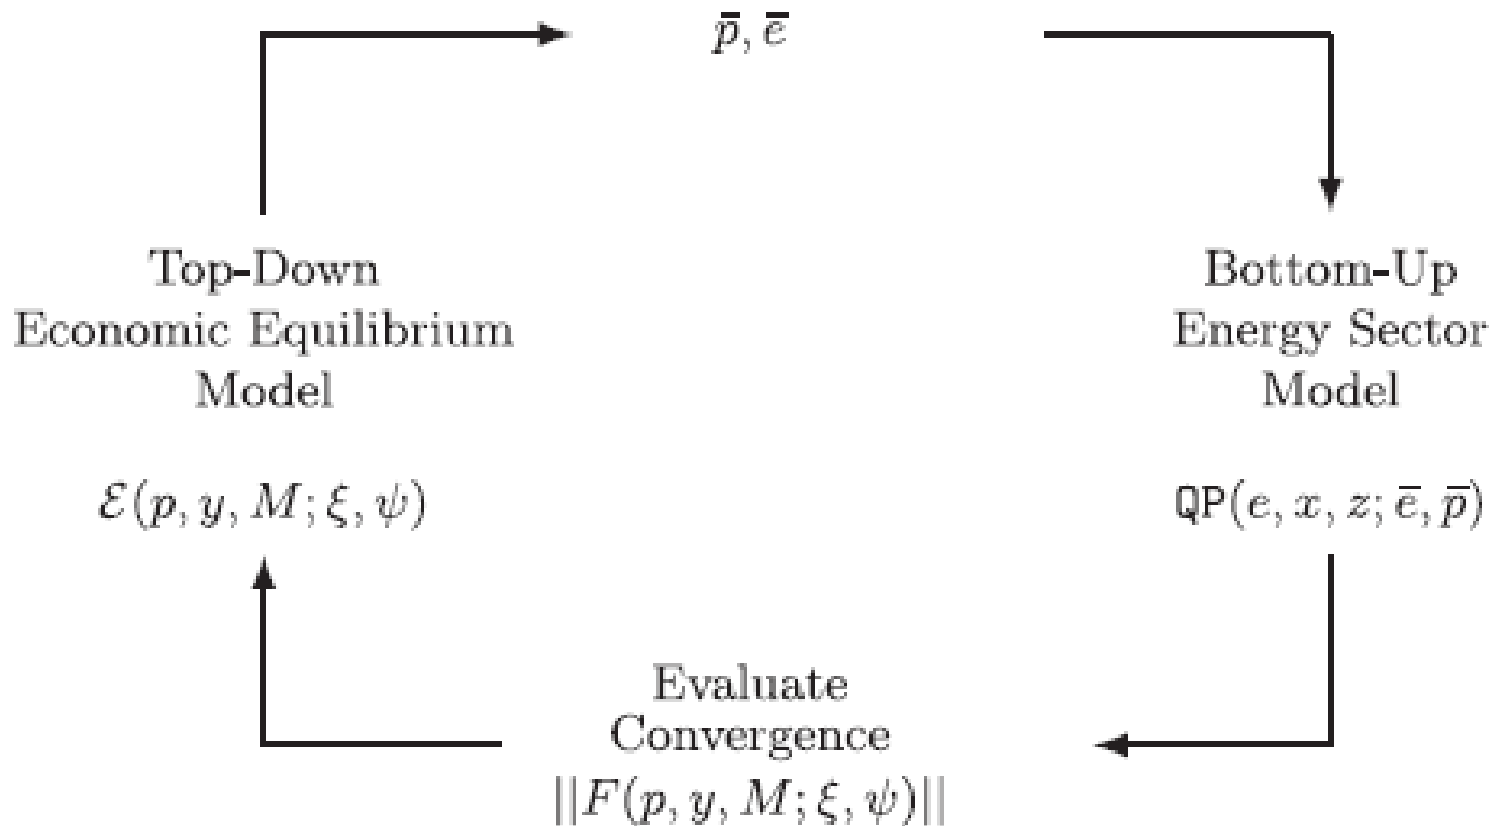 p̅, e̅
Top-Down
Economic Equilibrium
Model
ℰ(p, y, M; ξ, ψ)
Bottom-Up
Energy Sector
Model
QP(e, x, z; e̅, p̅)
Evaluate
Convergence
||F(p, y, M; ξ, ψ)||